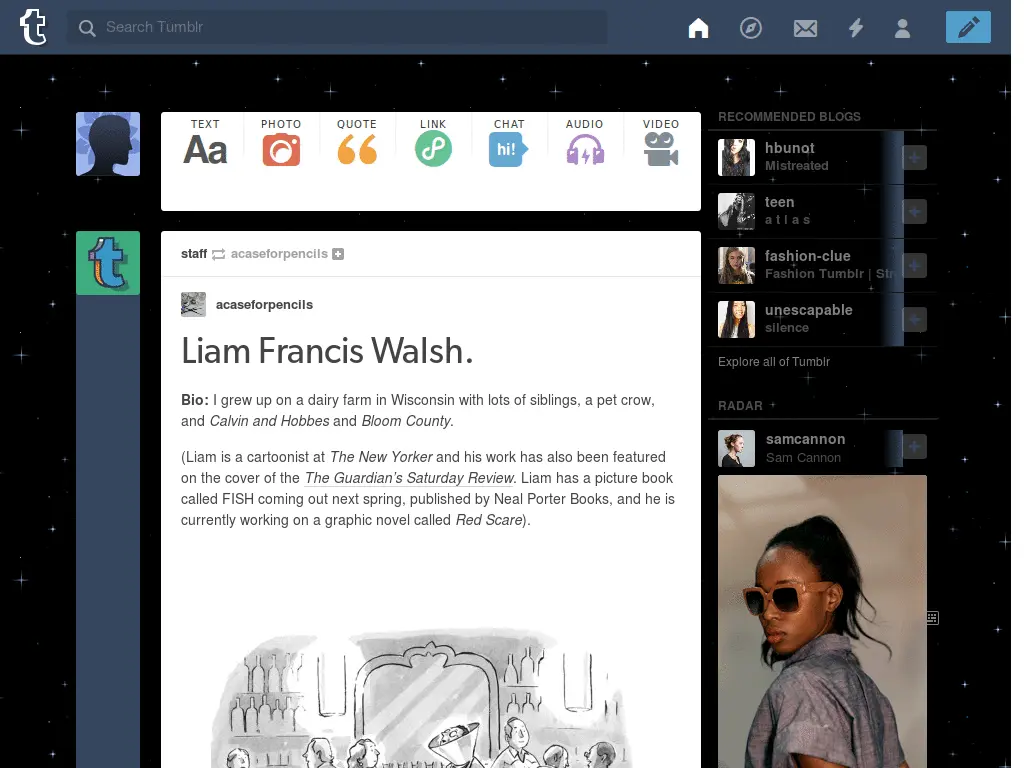 Search Tumblr
TEXT
PHOTO
QUOTE
LINK
CHAT
AUDIO
VIDEO
Aa
hi!
staff acaseforpencils
acaseforpencils
Liam Francis Walsh.
Bio: I grew up on a dairy farm in Wisconsin with lots of siblings, a pet crow,
and Calvin and Hobbes and Bloom County.
(Liam is a cartoonist at The New Yorker and his work has also been featured
on the cover of the The Guardian’s Saturday Review. Liam has a picture book
called FISH coming out next spring, published by Neal Porter Books, and he is
currently working on a graphic novel called Red Scare).
RECOMMENDED BLOGS
hbunot
Mistreated
teen
a t l a s
fashion-clue
Fashion Tumblr | Str
unescapable
silence
Explore all of Tumblr
RADAR
samcannon
Sam Cannon